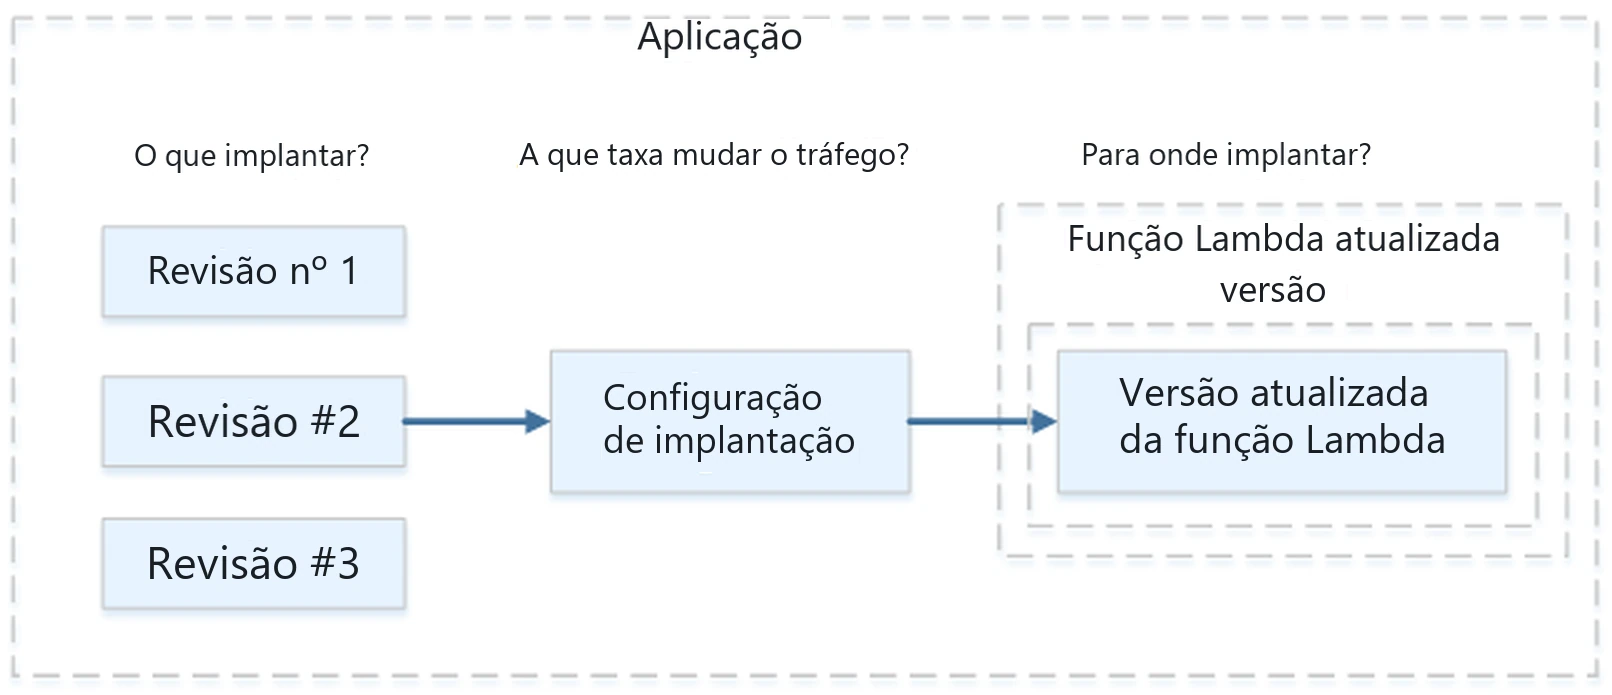 Aplicação
O que implantar?
A que taxa mudar o tráfego?
Para onde implantar?
Revisão nº 1
Revisão #2
Revisão #3
Configuração
de implantação
Função Lambda atualizada
versão
Versão atualizada
da função Lambda